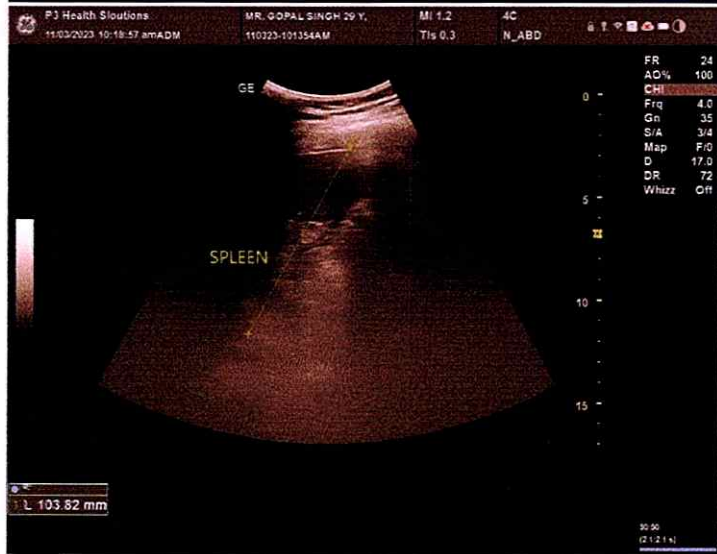 P3 Health Sloutions
11/03/2023 10:18:57 amADM
MR. GOPAL SINGH 29 Y,
110323-101354AM
MI 1.2
TIs 0.3
4C
N_ABD
FR 24
AO% 100
CHI
Frq 4.0
Gn 35
S/A 3/4
Map F/0
D 17.0
DR 72
Whizz Off
GE
0
5
SPLEEN
10
15
1 L 103.82 mm